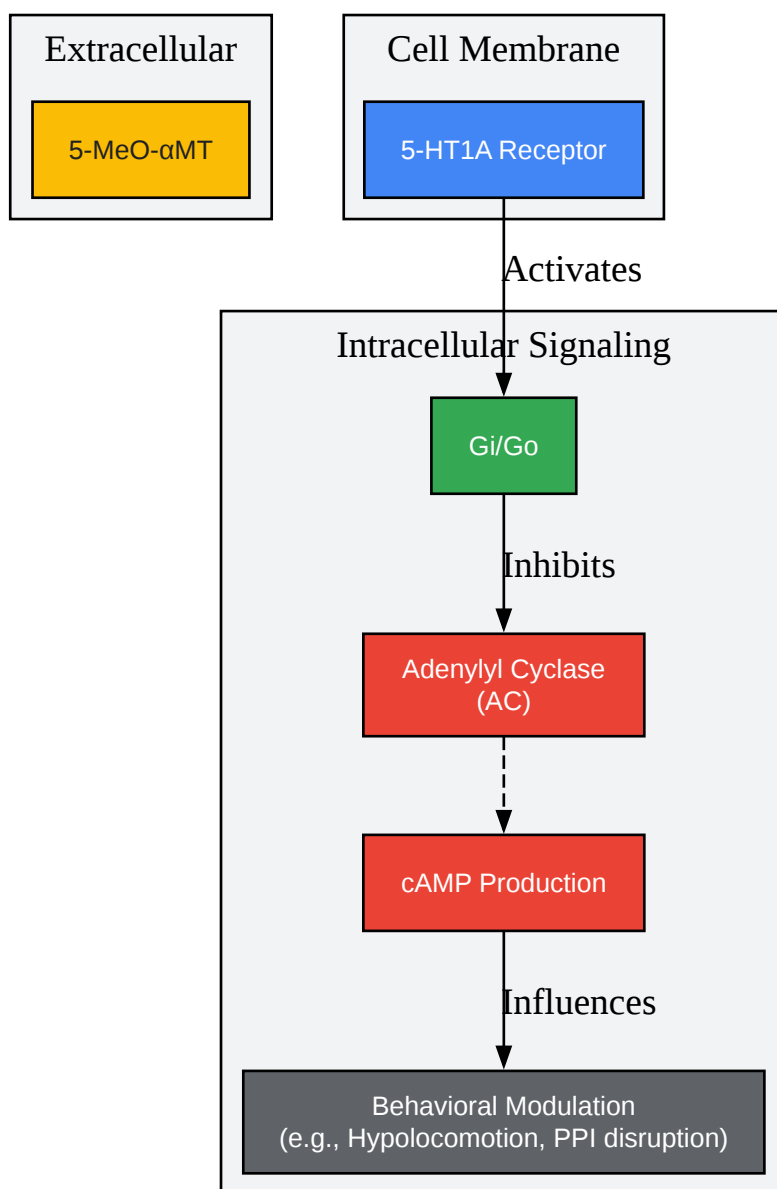 Extracellular
5-MeO-αMT
Cell Membrane
5-HT1A Receptor
Activates
Intracellular Signaling
Gi/Go
Inhibits
Adenylyl Cyclase
(AC)
cAMP Production
Influences
Behavioral Modulation
(e.g., Hypolocomotion, PPI disruption)